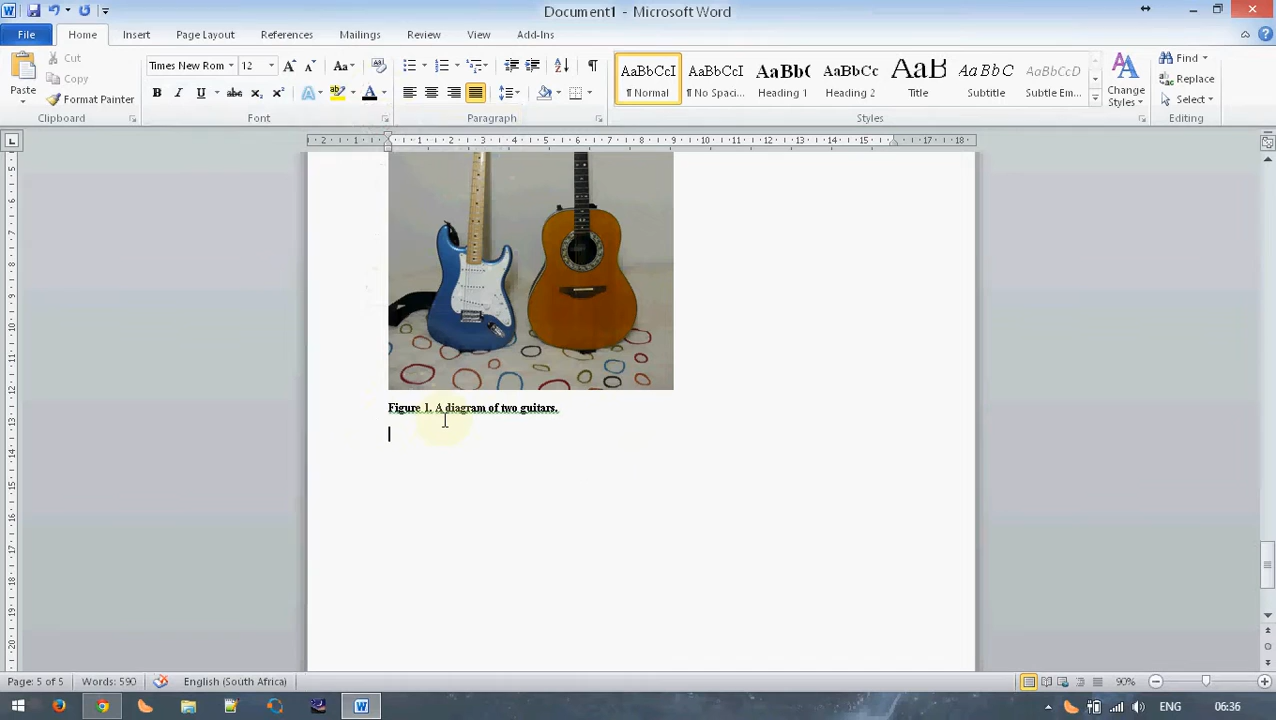 Document1 - Microsoft Word
File Home Insert Page Layout References Mailings Review View Add-Ins
Paste
Cut
Copy
Format Painter
Times New Rom 12
AaBbCcI AaBbCcI AaBbC AaBbCc AaB AaBbC AaBbCcD
¶ Normal ¶ No Spaci... Heading 1 Heading 2 Title Subtitle Subtle Em...
Change
Styles
Find
Replace
Select
Clipboard Font Paragraph Styles Editing
Figure 1. A diagram of two guitars.
Page: 5 of 5 Words: 590 English (South Africa) 90%
ENG 06:36